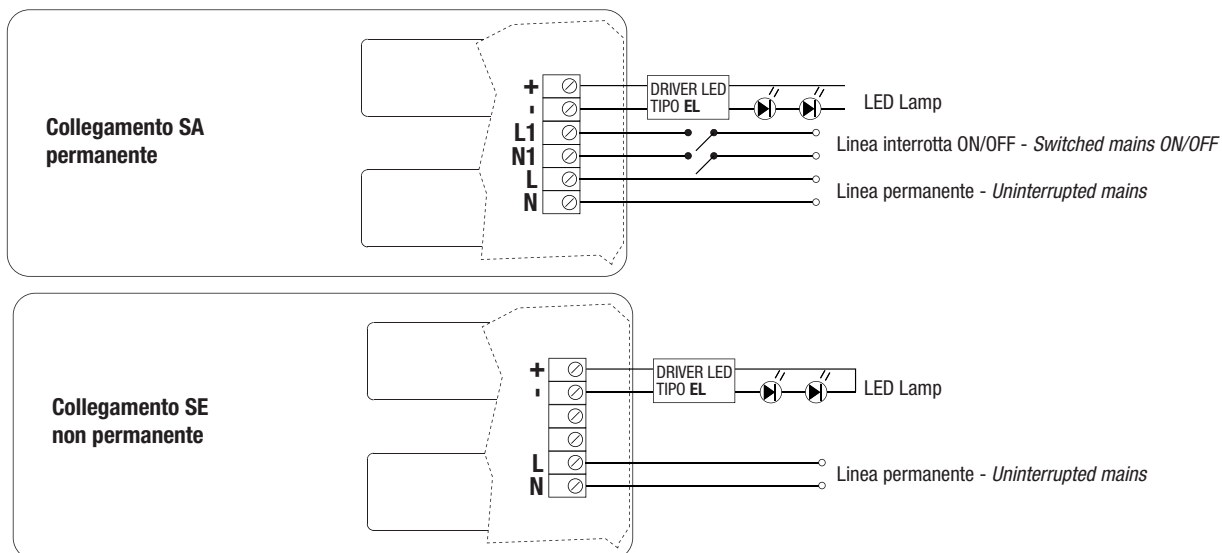 Collegamento SA
permanente
+
-
L1
N1
L
N
DRIVER LED
TIPO EL
LED Lamp
Linea interrotta ON/OFF - Switched mains ON/OFF
Linea permanente - Uninterrupted mains
Collegamento SE
non permanente
+
-
L
N
DRIVER LED
TIPO EL
LED Lamp
Linea permanente - Uninterrupted mains